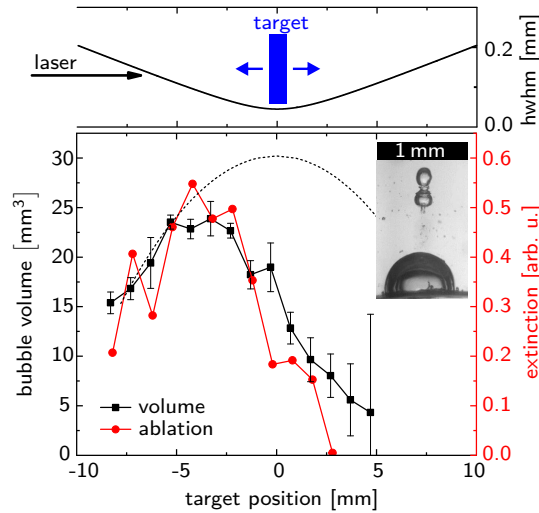 target
laser
0.2
0.0
hwhm [mm]
30
25
20
15
10
5
0
bubble volume [mm³]
1 mm
0.6
0.5
0.4
0.3
0.2
0.1
0.0
extinction [arb. u.]
volume
ablation
-10
-5
0
5
10
target position [mm]